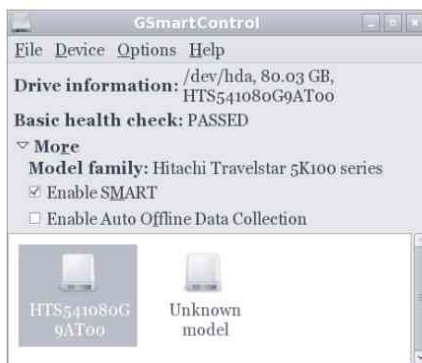 GSmartControl
File Device Options Help
Drive information: /dev/hda, 80.03 GB,
HTS541080G9AT00
Basic health check: PASSED
More
Model family: Hitachi Travelstar 5K100 series
Enable SMART
Enable Auto Offline Data Collection
HTS541080G
9AT00
Unknown
model